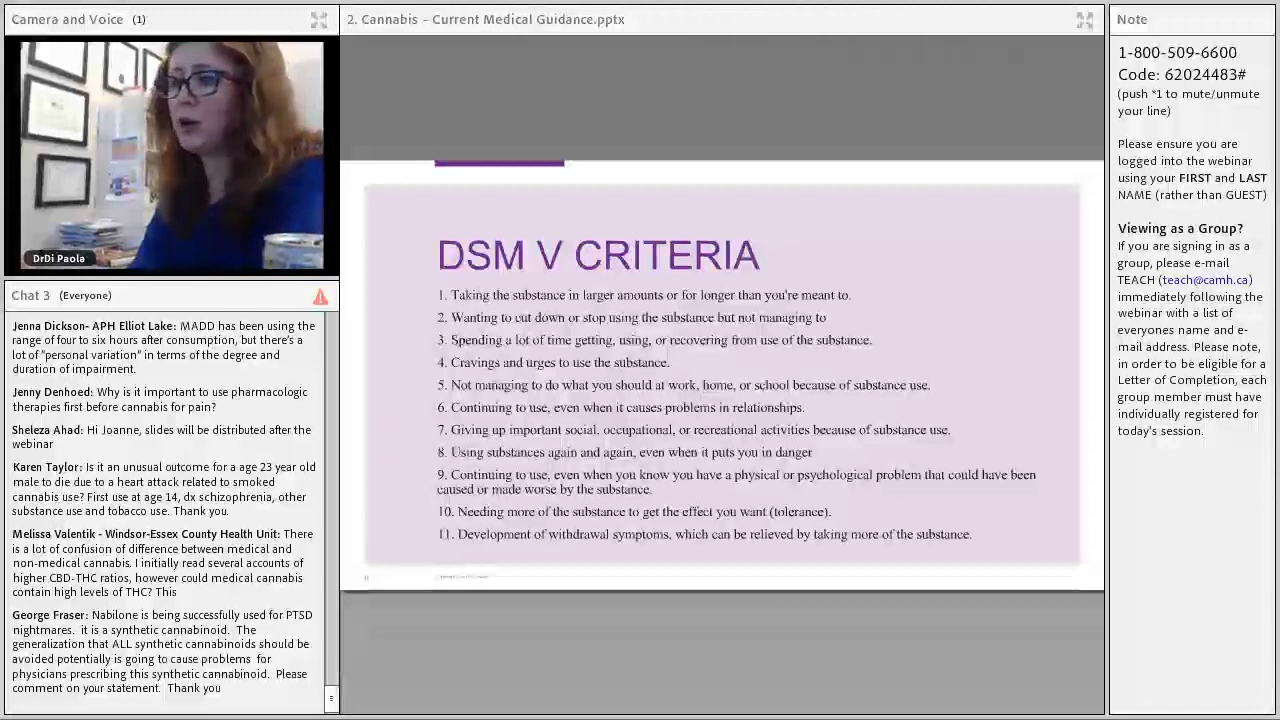 Camera and Voice (1)
DrDi Paola
Chat 3 (Everyone)
Jenna Dickson- APH Elliot Lake: MADD has been using the
range of four to six hours after consumption, but there's a
lot of "personal variation" in terms of the degree and
duration of impairment.
Jenny Denhoed: Why is it important to use pharmacologic
therapies first before cannabis for pain?
Sheleza Ahad: Hi Joanne, slides will be distributed after the
webinar
Karen Taylor: Is it an unusual outcome for a age 23 year old
male to die due to a heart attack related to smoked
cannabis use? First use at age 14, dx schizophrenia, other
substance use and tobacco use. Thank you.
Melissa Valentik - Windsor-Essex County Health Unit: There
is a lot of confusion of difference between medical and
non-medical cannabis. I initially read several accounts of
higher CBD-THC ratios, however could medical cannabis
contain high levels of THC? This
George Fraser: Nabilone is being successfully used for PTSD
nightmares. it is a synthetic cannabinoid. The
generalization that ALL synthetic cannabinoids should be
avoided potentially is going to cause problems for
physicians prescribing this synthetic cannabinoid. Please
comment on your statement. Thank you
2. Cannabis - Current Medical Guidance.pptx
DSM V CRITERIA
1. Taking the substance in larger amounts or for longer than you're meant to.
2. Wanting to cut down or stop using the substance but not managing to
3. Spending a lot of time getting, using, or recovering from use of the substance.
4. Cravings and urges to use the substance.
5. Not managing to do what you should at work, home, or school because of substance use.
6. Continuing to use, even when it causes problems in relationships.
7. Giving up important social, occupational, or recreational activities because of substance use.
8. Using substances again and again, even when it puts you in danger
9. Continuing to use, even when you know you have a physical or psychological problem that could have been
caused or made worse by the substance.
10. Needing more of the substance to get the effect you want (tolerance).
11. Development of withdrawal symptoms, which can be relieved by taking more of the substance.
Note
1-800-509-6600
Code: 62024483#
(push *1 to mute/unmute
your line)
Please ensure you are
logged into the webinar
using your FIRST and LAST
NAME (rather than GUEST)
Viewing as a Group?
If you are signing in as a
group, please e-mail
TEACH (teach@camh.ca)
immediately following the
webinar with a list of
everyones name and e-
mail address. Please note,
in order to be eligible for a
Letter of Completion, each
group member must have
individually registered for
today's session.